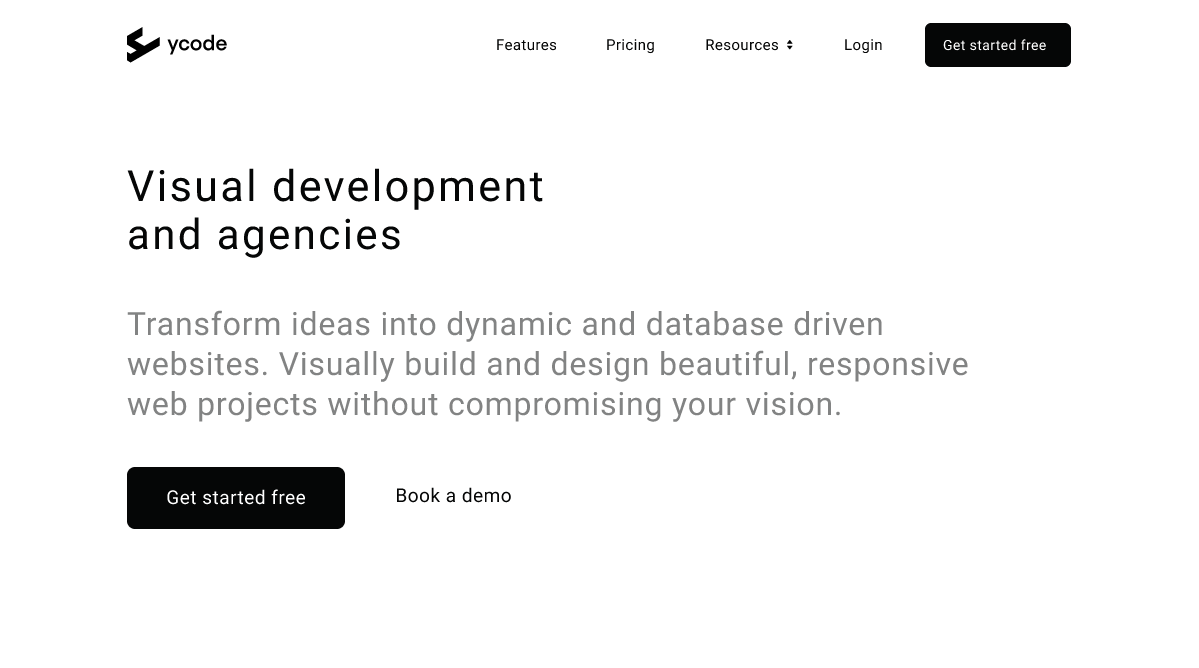 ycode
Features
Pricing
Resources
Login
Get started free
Visual development
and agencies
Transform ideas into dynamic and database driven
websites. Visually build and design beautiful, responsive
web projects without compromising your vision.
Get started free
Book a demo